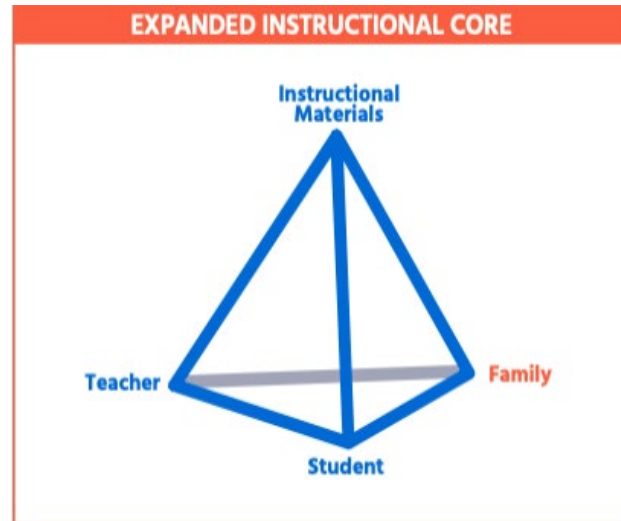 EXPANDED INSTRUCTIONAL CORE
Instructional
Materials
Teacher
Family
Student